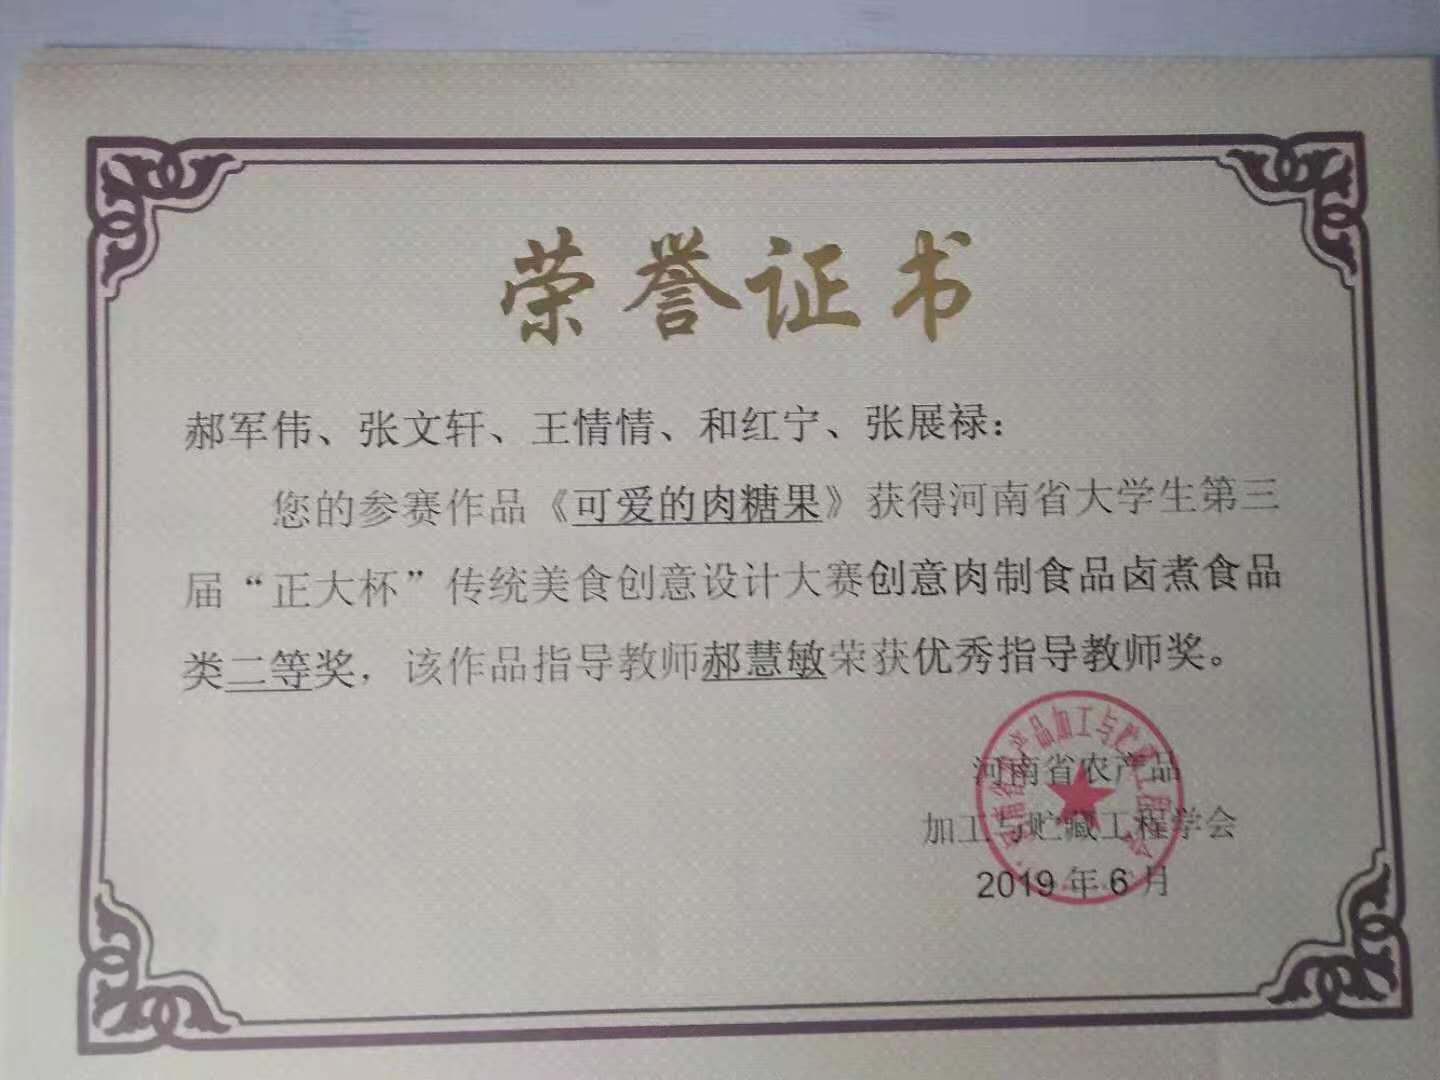 荣誉证书
郝军伟、张文轩、王情情、和红宁、张展禄：
您的参赛作品《可爱的肉糖果》获得河南省大学生第三
届“正大杯”传统美食创意设计大赛创意肉制食品卤煮食品
类二等奖，该作品指导教师郝慧敏荣获优秀指导教师奖。
河南省农产品
加工与贮藏工程学会
2019年6月